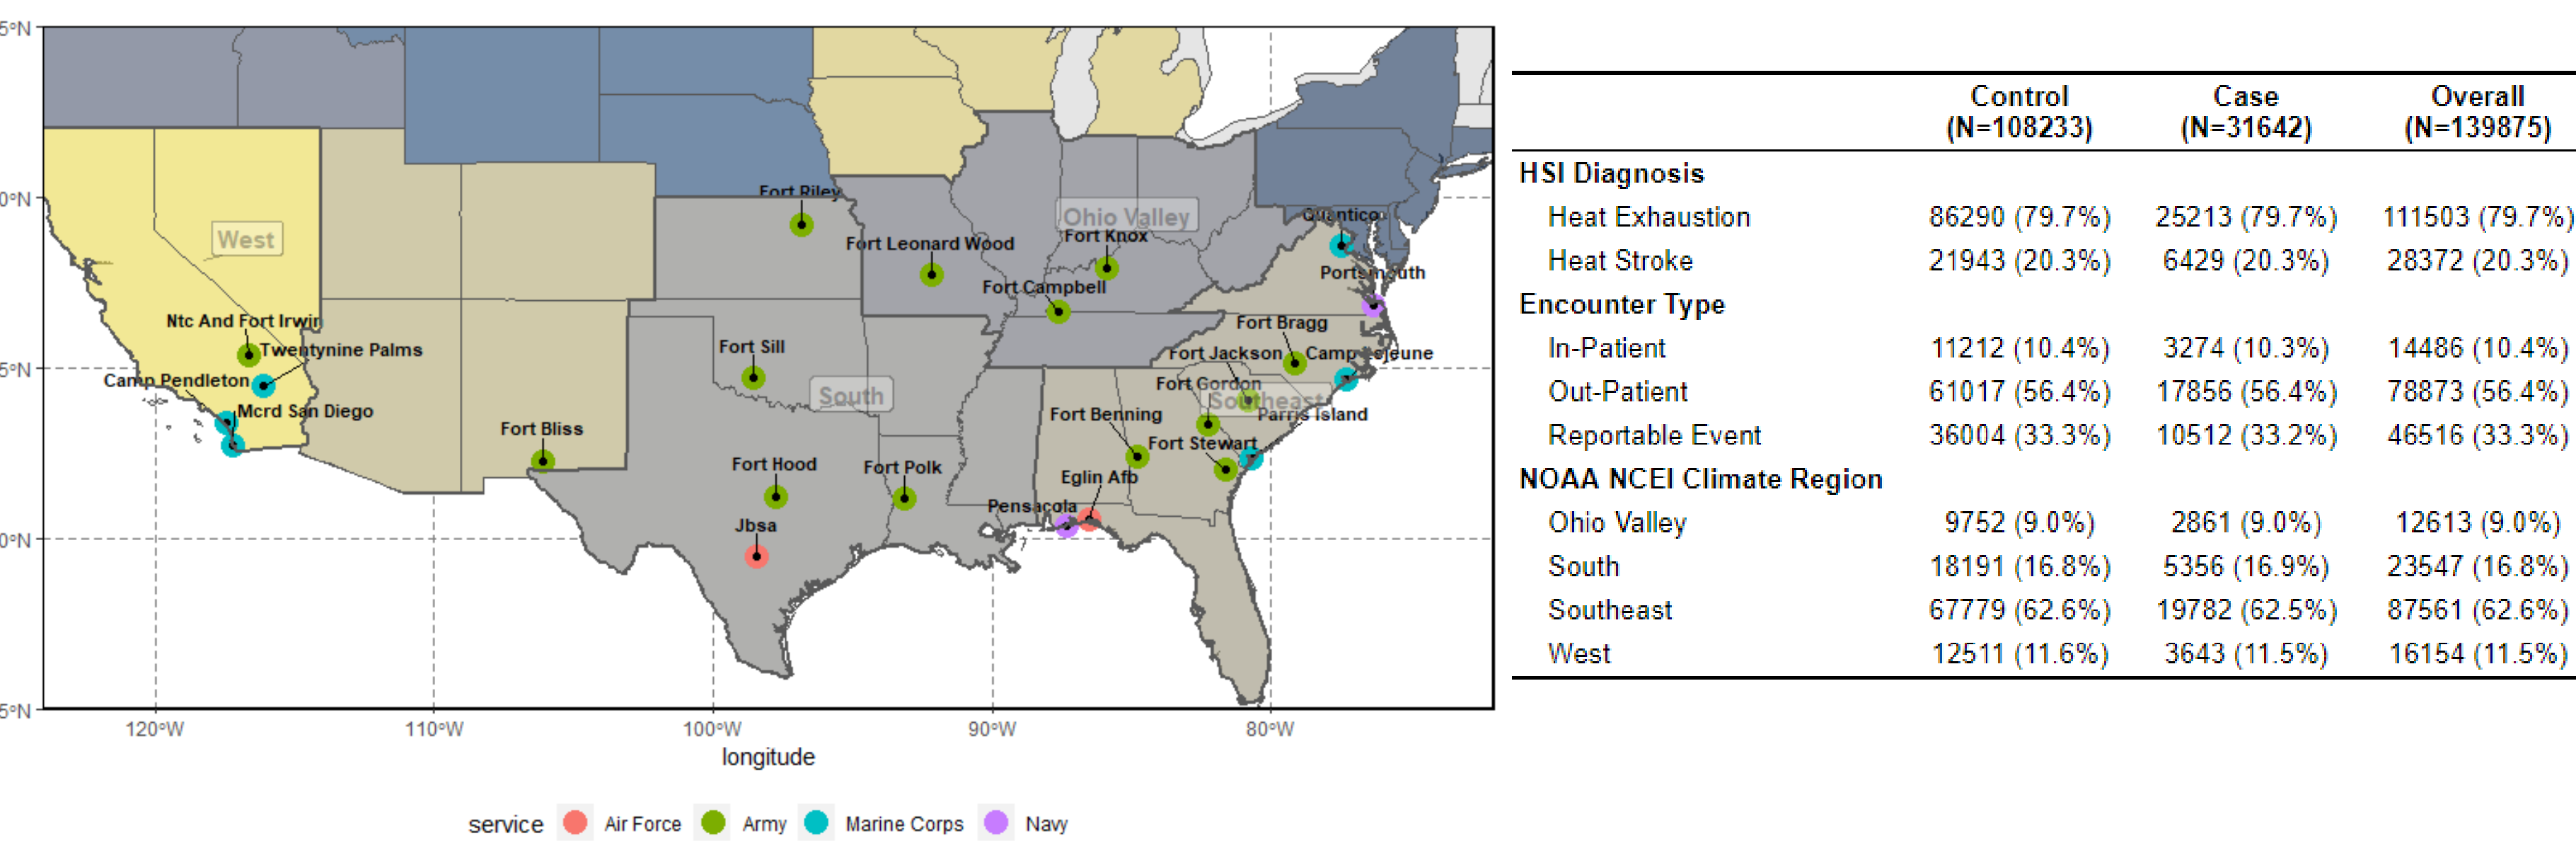 5°N
0°N
5°N
0°N
5°N
120°W 110°W 100°W 90°W 80°W
longitude
West
Ohio Valley
South
Southeast
Fort Riley
Fort Leonard Wood
Fort Knox
Fort Campbell
Quantico
Portsmouth
Ntc And Fort Irwin
Twentynine Palms
Camp Pendleton
Mcrd San Diego
Fort Sill
Fort Bragg
Fort Jackson
Camp Lejeune
Fort Gordon
Parris Island
Fort Benning
Fort Stewart
Fort Bliss
Fort Hood
Fort Polk
Eglin Afb
Pensacola
Jbsa
service Air Force Army Marine Corps Navy
Control Case Overall
(N=108233) (N=31642) (N=139875)
HSI Diagnosis
Heat Exhaustion 86290 (79.7%) 25213 (79.7%) 111503 (79.7%)
Heat Stroke 21943 (20.3%) 6429 (20.3%) 28372 (20.3%)
Encounter Type
In-Patient 11212 (10.4%) 3274 (10.3%) 14486 (10.4%)
Out-Patient 61017 (56.4%) 17856 (56.4%) 78873 (56.4%)
Reportable Event 36004 (33.3%) 10512 (33.2%) 46516 (33.3%)
NOAA NCEI Climate Region
Ohio Valley 9752 (9.0%) 2861 (9.0%) 12613 (9.0%)
South 18191 (16.8%) 5356 (16.9%) 23547 (16.8%)
Southeast 67779 (62.6%) 19782 (62.5%) 87561 (62.6%)
West 12511 (11.6%) 3643 (11.5%) 16154 (11.5%)